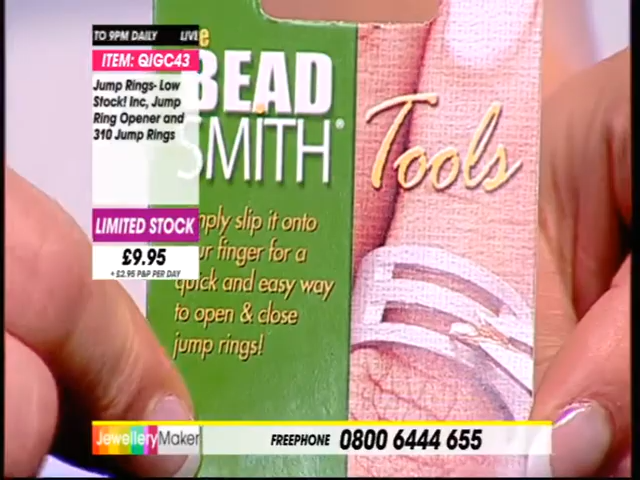 TO 9PM DAILY LIVE
ITEM: QIGC43
Jump Rings- Low
Stock! Inc, Jump
Ring Opener and
310 Jump Rings
LIMITED STOCK
£9.95
+ £2.95 P&P PER DAY
BEAD
SMITH®
Tools
slip it onto
finger for a
quick and easy way
to open & close
jump rings!
JewelleryMaker
FREEPHONE 0800 6444 655